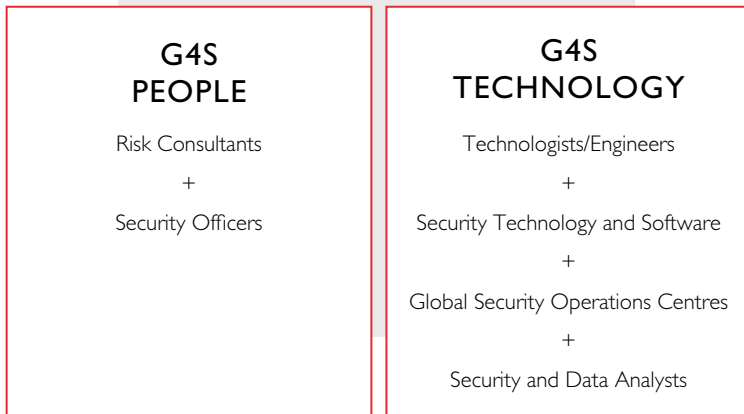 G4S
PEOPLE
Risk Consultants
+
Security Officers
G4S
TECHNOLOGY
Technologists/Engineers
+
Security Technology and Software
+
Global Security Operations Centres
+
Security and Data Analysts